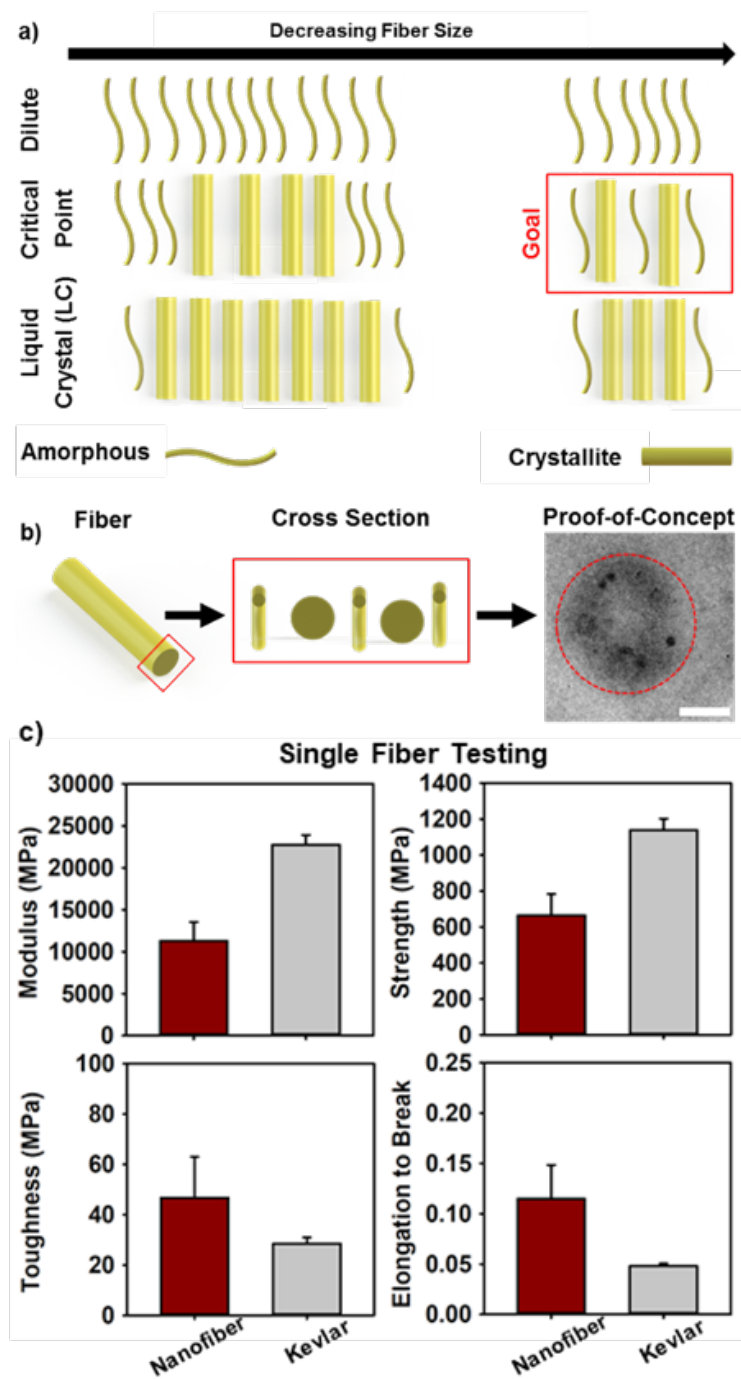 a)
Decreasing Fiber Size
Dilute
Critical
Point
Liquid
Crystal (LC)
Goal
Amorphous
Crystallite
b)
Fiber
Cross Section
Proof-of-Concept
c)
Single Fiber Testing
Modulus (MPa)
30000
25000
20000
15000
10000
5000
0
Strength (MPa)
1400
1200
1000
800
600
400
200
0
Toughness (MPa)
100
80
60
40
20
0
Nanofiber
Kevlar
Elongation to Break
0.25
0.20
0.15
0.10
0.05
0.00
Nanofiber
Kevlar